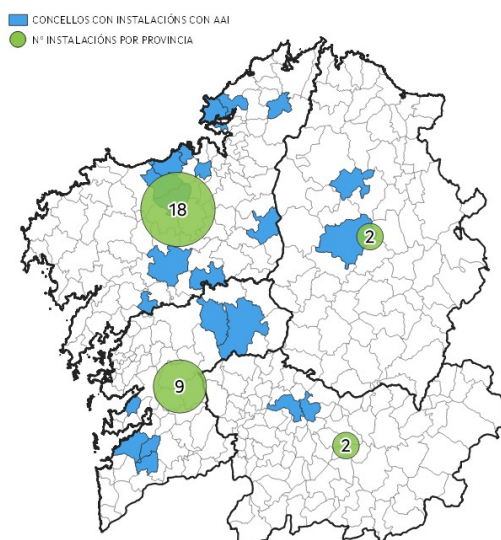 CONCELLOS CON INSTALACIÓNS CON AAI
Nº INSTALACIÓNS POR PROVINCIA
18
2
9
2